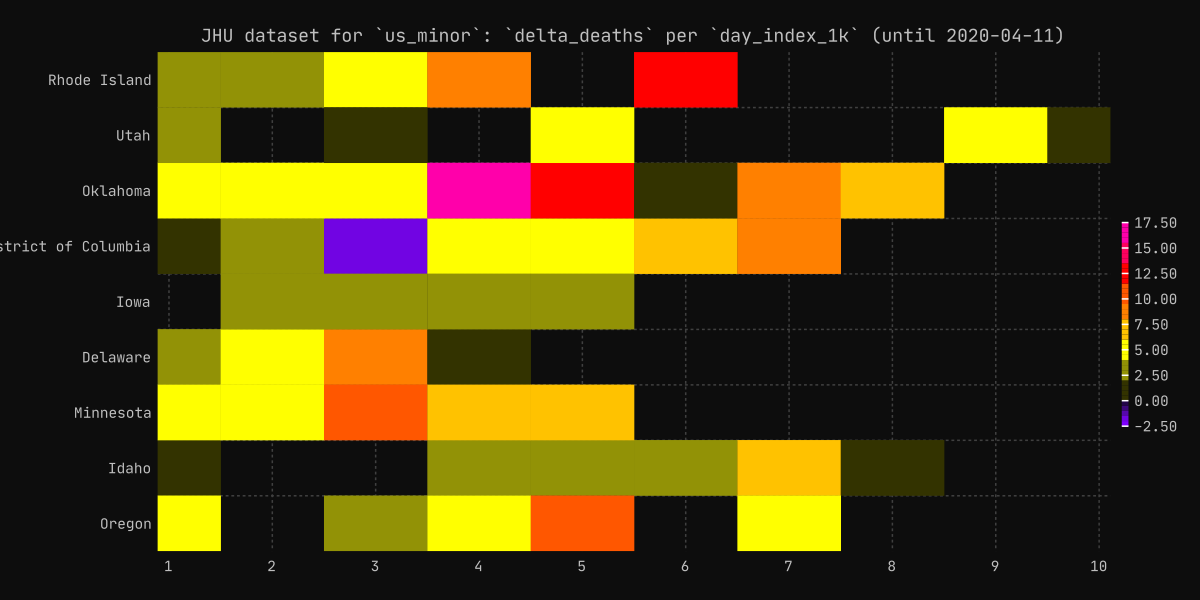 JHU dataset for `us_minor`: `delta_deaths` per `day_index_1k` (until 2020-04-11)
Rhode Island
Utah
Oklahoma
strict of Columbia
Iowa
Delaware
Minnesota
Idaho
Oregon
1 2 3 4 5 6 7 8 9 10
17.50
15.00
12.50
10.00
7.50
5.00
2.50
0.00
−2.50